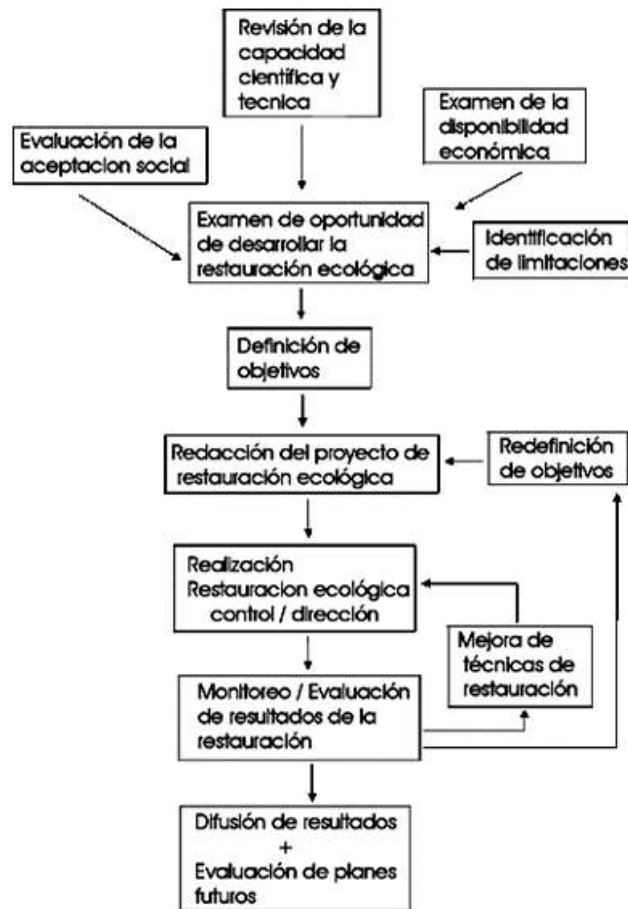 Revisión de la
capacidad
científica y
tecnica
Examen de la
disponibilidad
económica
Evaluación de la
aceptacion social
Examen de oportunidad
de desarrollar la
restauración ecológica
Identificación
de limitaciones
Definición de
objetivos
Redacción del proyecto de
restauración ecológica
Redefinición
de objetivos
Realización
Restauracion ecológica
control / dirección
Mejora de
técnicas de
restauración
Monitoreo / Evaluación
de resultados de la
restauración
Difusión de resultados
+
Evaluación de planes
futuros